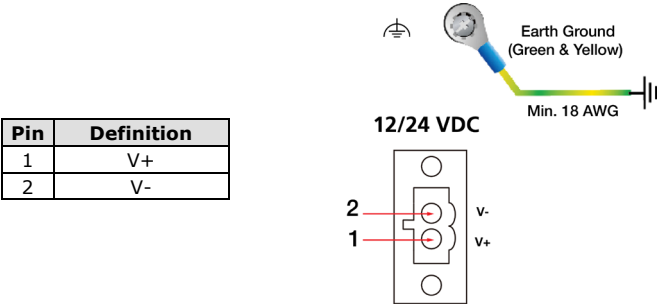 Earth Ground
(Green & Yellow)
Min. 18 AWG
Pin Definition
1 V+
2 V-
12/24 VDC
2 V-
1 V+